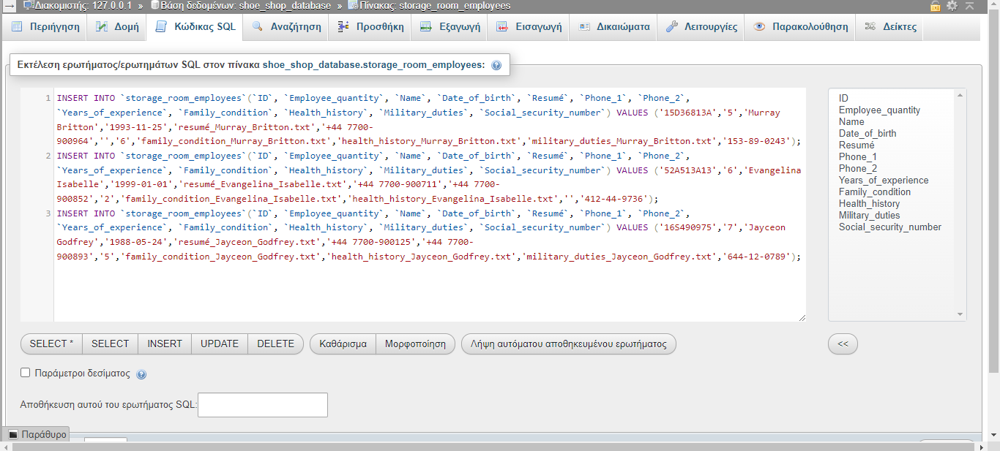 Διακομιστής: 127.0.0.1 » Βάση δεδομένων: shoe_shop_database » Πίνακας: storage_room_employees
Περιήγηση Δομή Κώδικας SQL Αναζήτηση Προσθήκη Εξαγωγή Εισαγωγή Δικαιώματα Λειτουργίες Παρακολούθηση Δείκτες
Εκτέλεση ερωτήματος/ερωτημάτων SQL στον πίνακα shoe_shop_database.storage_room_employees:
1 INSERT INTO `storage_room_employees`(`ID`, `Employee_quantity`, `Name`, `Date_of_birth`, `Resumé`, `Phone_1`, `Phone_2`,
`Years_of_experience`, `Family_condition`, `Health_history`, `Military_duties`, `Social_security_number`) VALUES ('15D36813A','5','Murray
Britton','1993-11-25','resumé_Murray_Britton.txt','+44 7700-
900964','','6','family_condition_Murray_Britton.txt','health_history_Murray_Britton.txt','military_duties_Murray_Britton.txt','153-89-0243');
2 INSERT INTO `storage_room_employees`(`ID`, `Employee_quantity`, `Name`, `Date_of_birth`, `Resumé`, `Phone_1`, `Phone_2`,
`Years_of_experience`, `Family_condition`, `Health_history`, `Military_duties`, `Social_security_number`) VALUES ('52A513A13','6','Evangelina
Isabelle','1999-01-01','resumé_Evangelina_Isabelle.txt','+44 7700-900711','+44 7700-
900852','2','family_condition_Evangelina_Isabelle.txt','health_history_Evangelina_Isabelle.txt','','412-44-9736');
3 INSERT INTO `storage_room_employees`(`ID`, `Employee_quantity`, `Name`, `Date_of_birth`, `Resumé`, `Phone_1`, `Phone_2`,
`Years_of_experience`, `Family_condition`, `Health_history`, `Military_duties`, `Social_security_number`) VALUES ('16S490975','7','Jayceon
Godfrey','1988-05-24','resumé_Jayceon_Godfrey.txt','+44 7700-900125','+44 7700-
900893','5','family_condition_Jayceon_Godfrey.txt','health_history_Jayceon_Godfrey.txt','military_duties_Jayceon_Godfrey.txt','644-12-0789');
ID
Employee_quantity
Name
Date_of_birth
Resumé
Phone_1
Phone_2
Years_of_experience
Family_condition
Health_history
Military_duties
Social_security_number
SELECT * SELECT INSERT UPDATE DELETE Καθάρισμα Μορφοποίηση Λήψη αυτόματου αποθηκευμένου ερωτήματος <<
Παράμετροι δεσίματος
Αποθήκευση αυτού του ερωτήματος SQL:
Παράθυρο